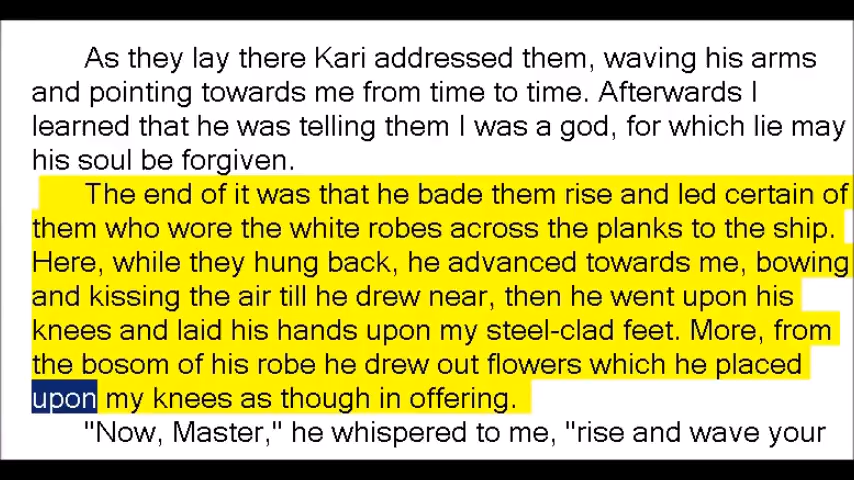 As they lay there Kari addressed them, waving his arms
and pointing towards me from time to time. Afterwards I
learned that he was telling them I was a god, for which lie may
his soul be forgiven.
The end of it was that he bade them rise and led certain of
them who wore the white robes across the planks to the ship.
Here, while they hung back, he advanced towards me, bowing
and kissing the air till he drew near, then he went upon his
knees and laid his hands upon my steel-clad feet. More, from
the bosom of his robe he drew out flowers which he placed
upon my knees as though in offering.
"Now, Master," he whispered to me, "rise and wave your